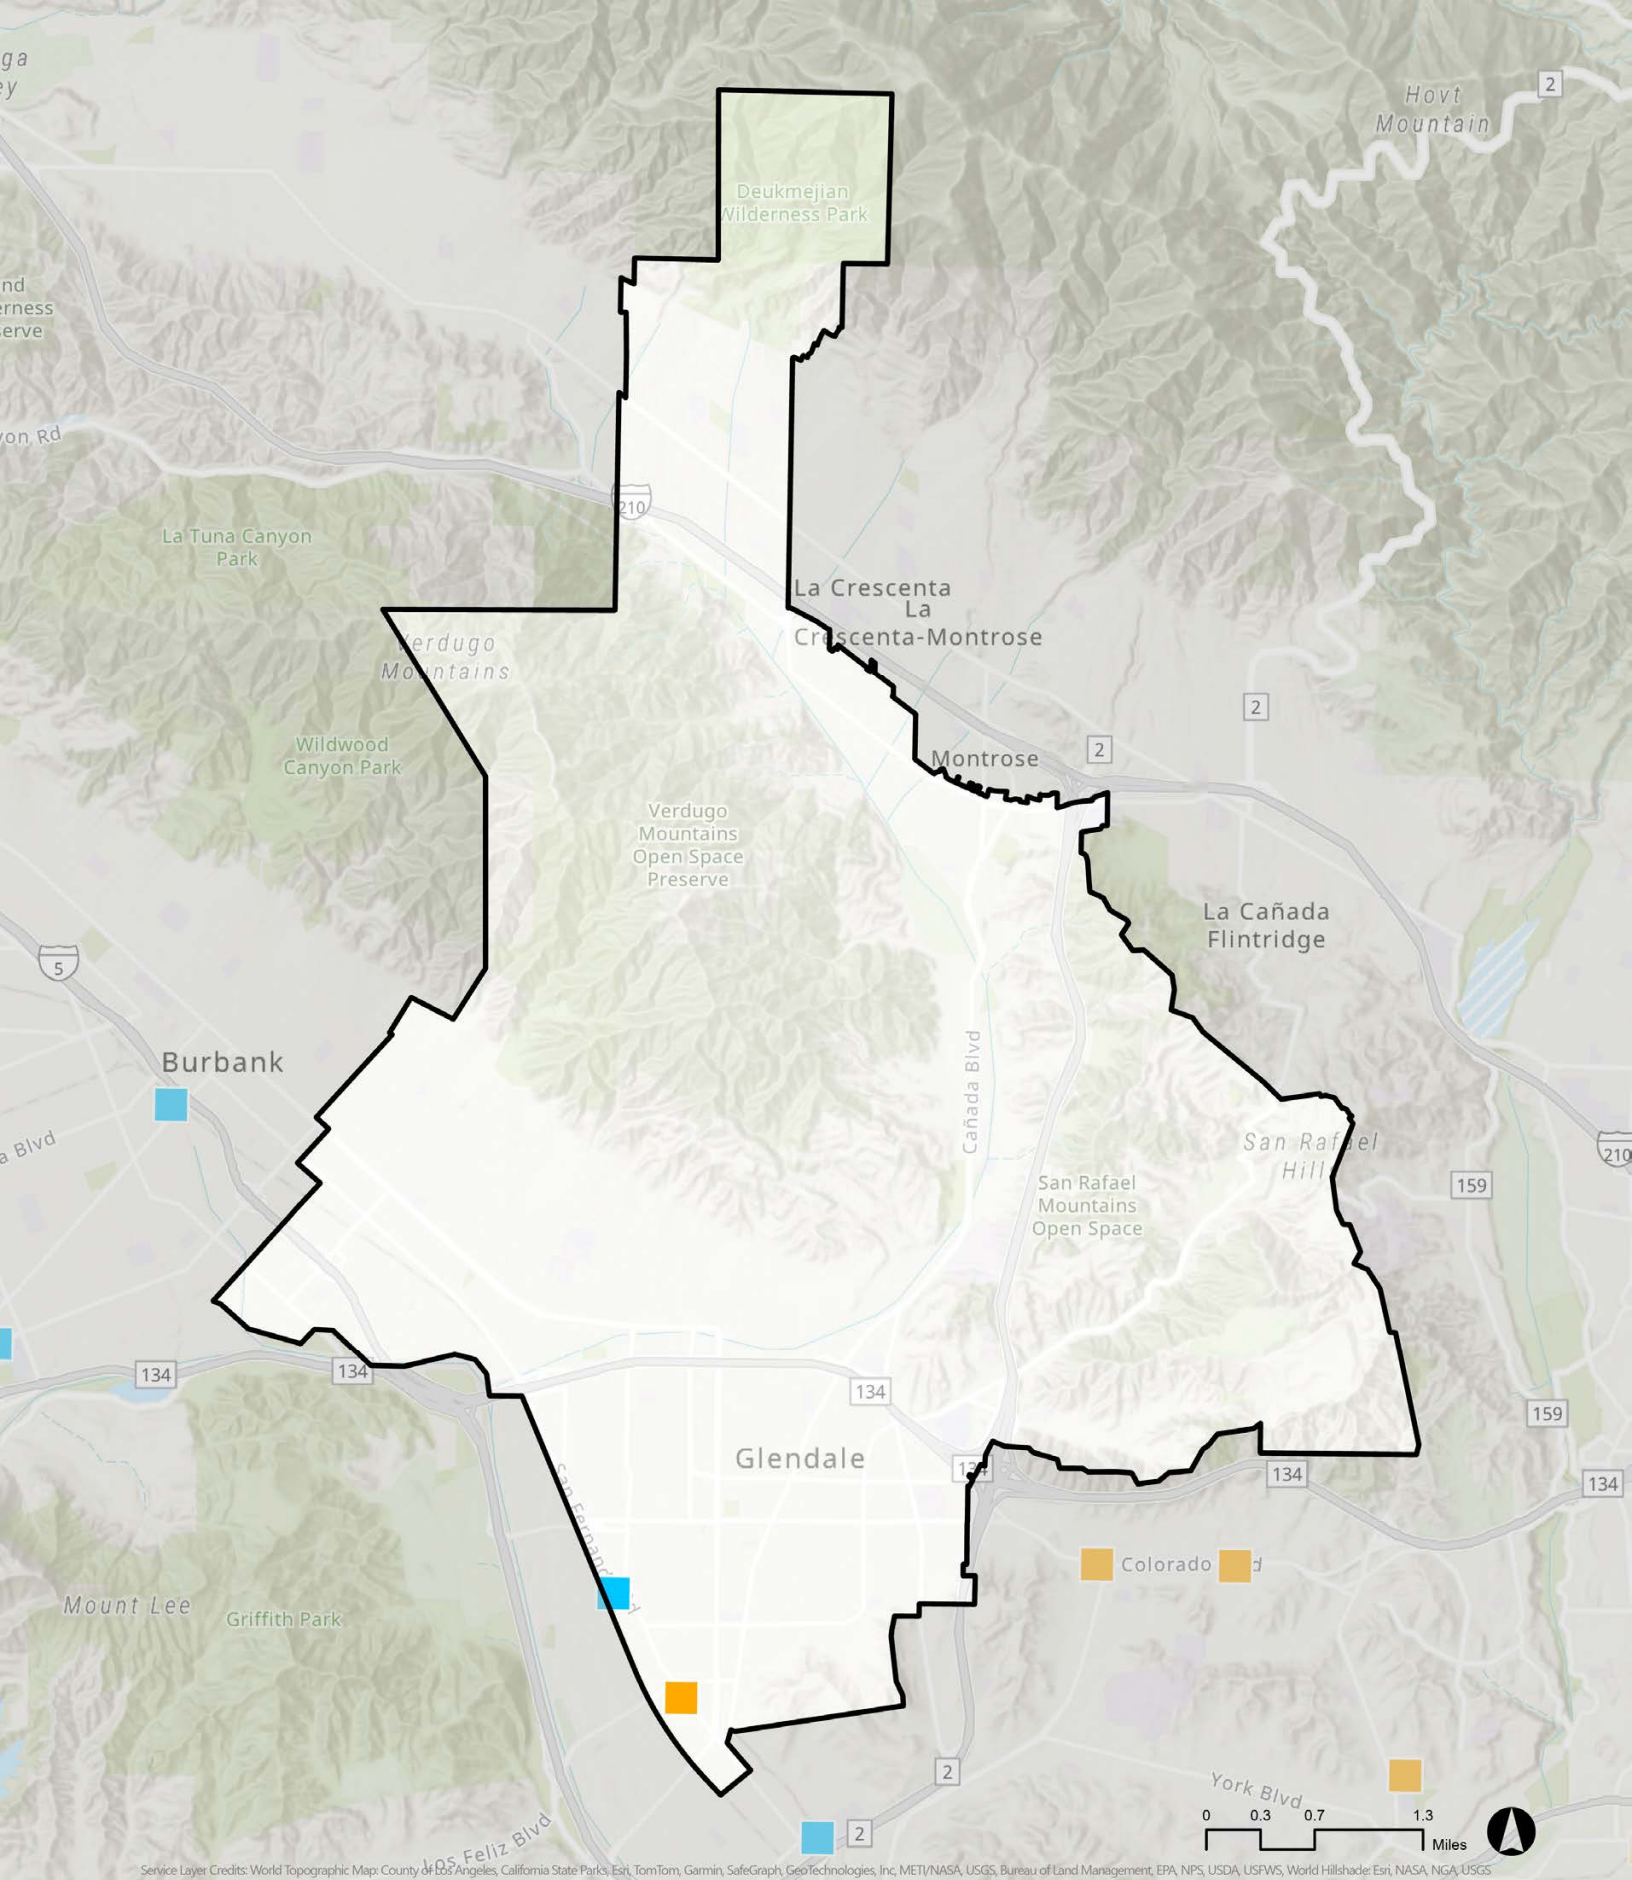 ga
ey
Hovt
Mountain
2
Deukmejian
Wilderness Park
nd
erness
serve
yon Rd
210
La Tuna Canyon
Park
La Crescenta
La
Crescenta-Montrose
Verdugo
Mountains
2
Wildwood
Canyon Park
Montrose
2
Verdugo
Mountains
Open Space
Preserve
La Cañada
Flintridge
5
Burbank
Cañada Blvd
a Blvd
San Rafael
Hills
210
San Rafael
Mountains
Open Space
159
134
134
134
159
Glendale
134
134
134
San Fernando Rd
Colorado
d
Mount Lee
Griffith Park
2
York Blvd
0 0.3 0.7 1.3
Miles
2
Los Feliz Blvd
Service Layer Credits: World Topographic Map: County of Los Angeles, California State Parks, Esri, TomTom, Garmin, SafeGraph, GeoTechnologies, Inc, METI/NASA, USGS, Bureau of Land Management, EPA, NPS, USDA, USFWS, World Hillshade: Esri, NASA, NGA, USGS